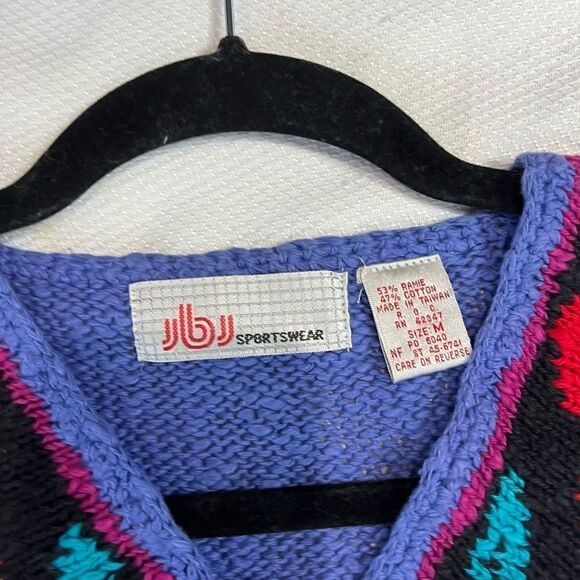 JBJ SPORTSWEAR
53% RAMIE
47% COTTON
MADE IN TAIWAN
R. O. C.
RN 42347
SIZE: M
PO 6040
NF ST 45-6741
CARE ON REVERSE